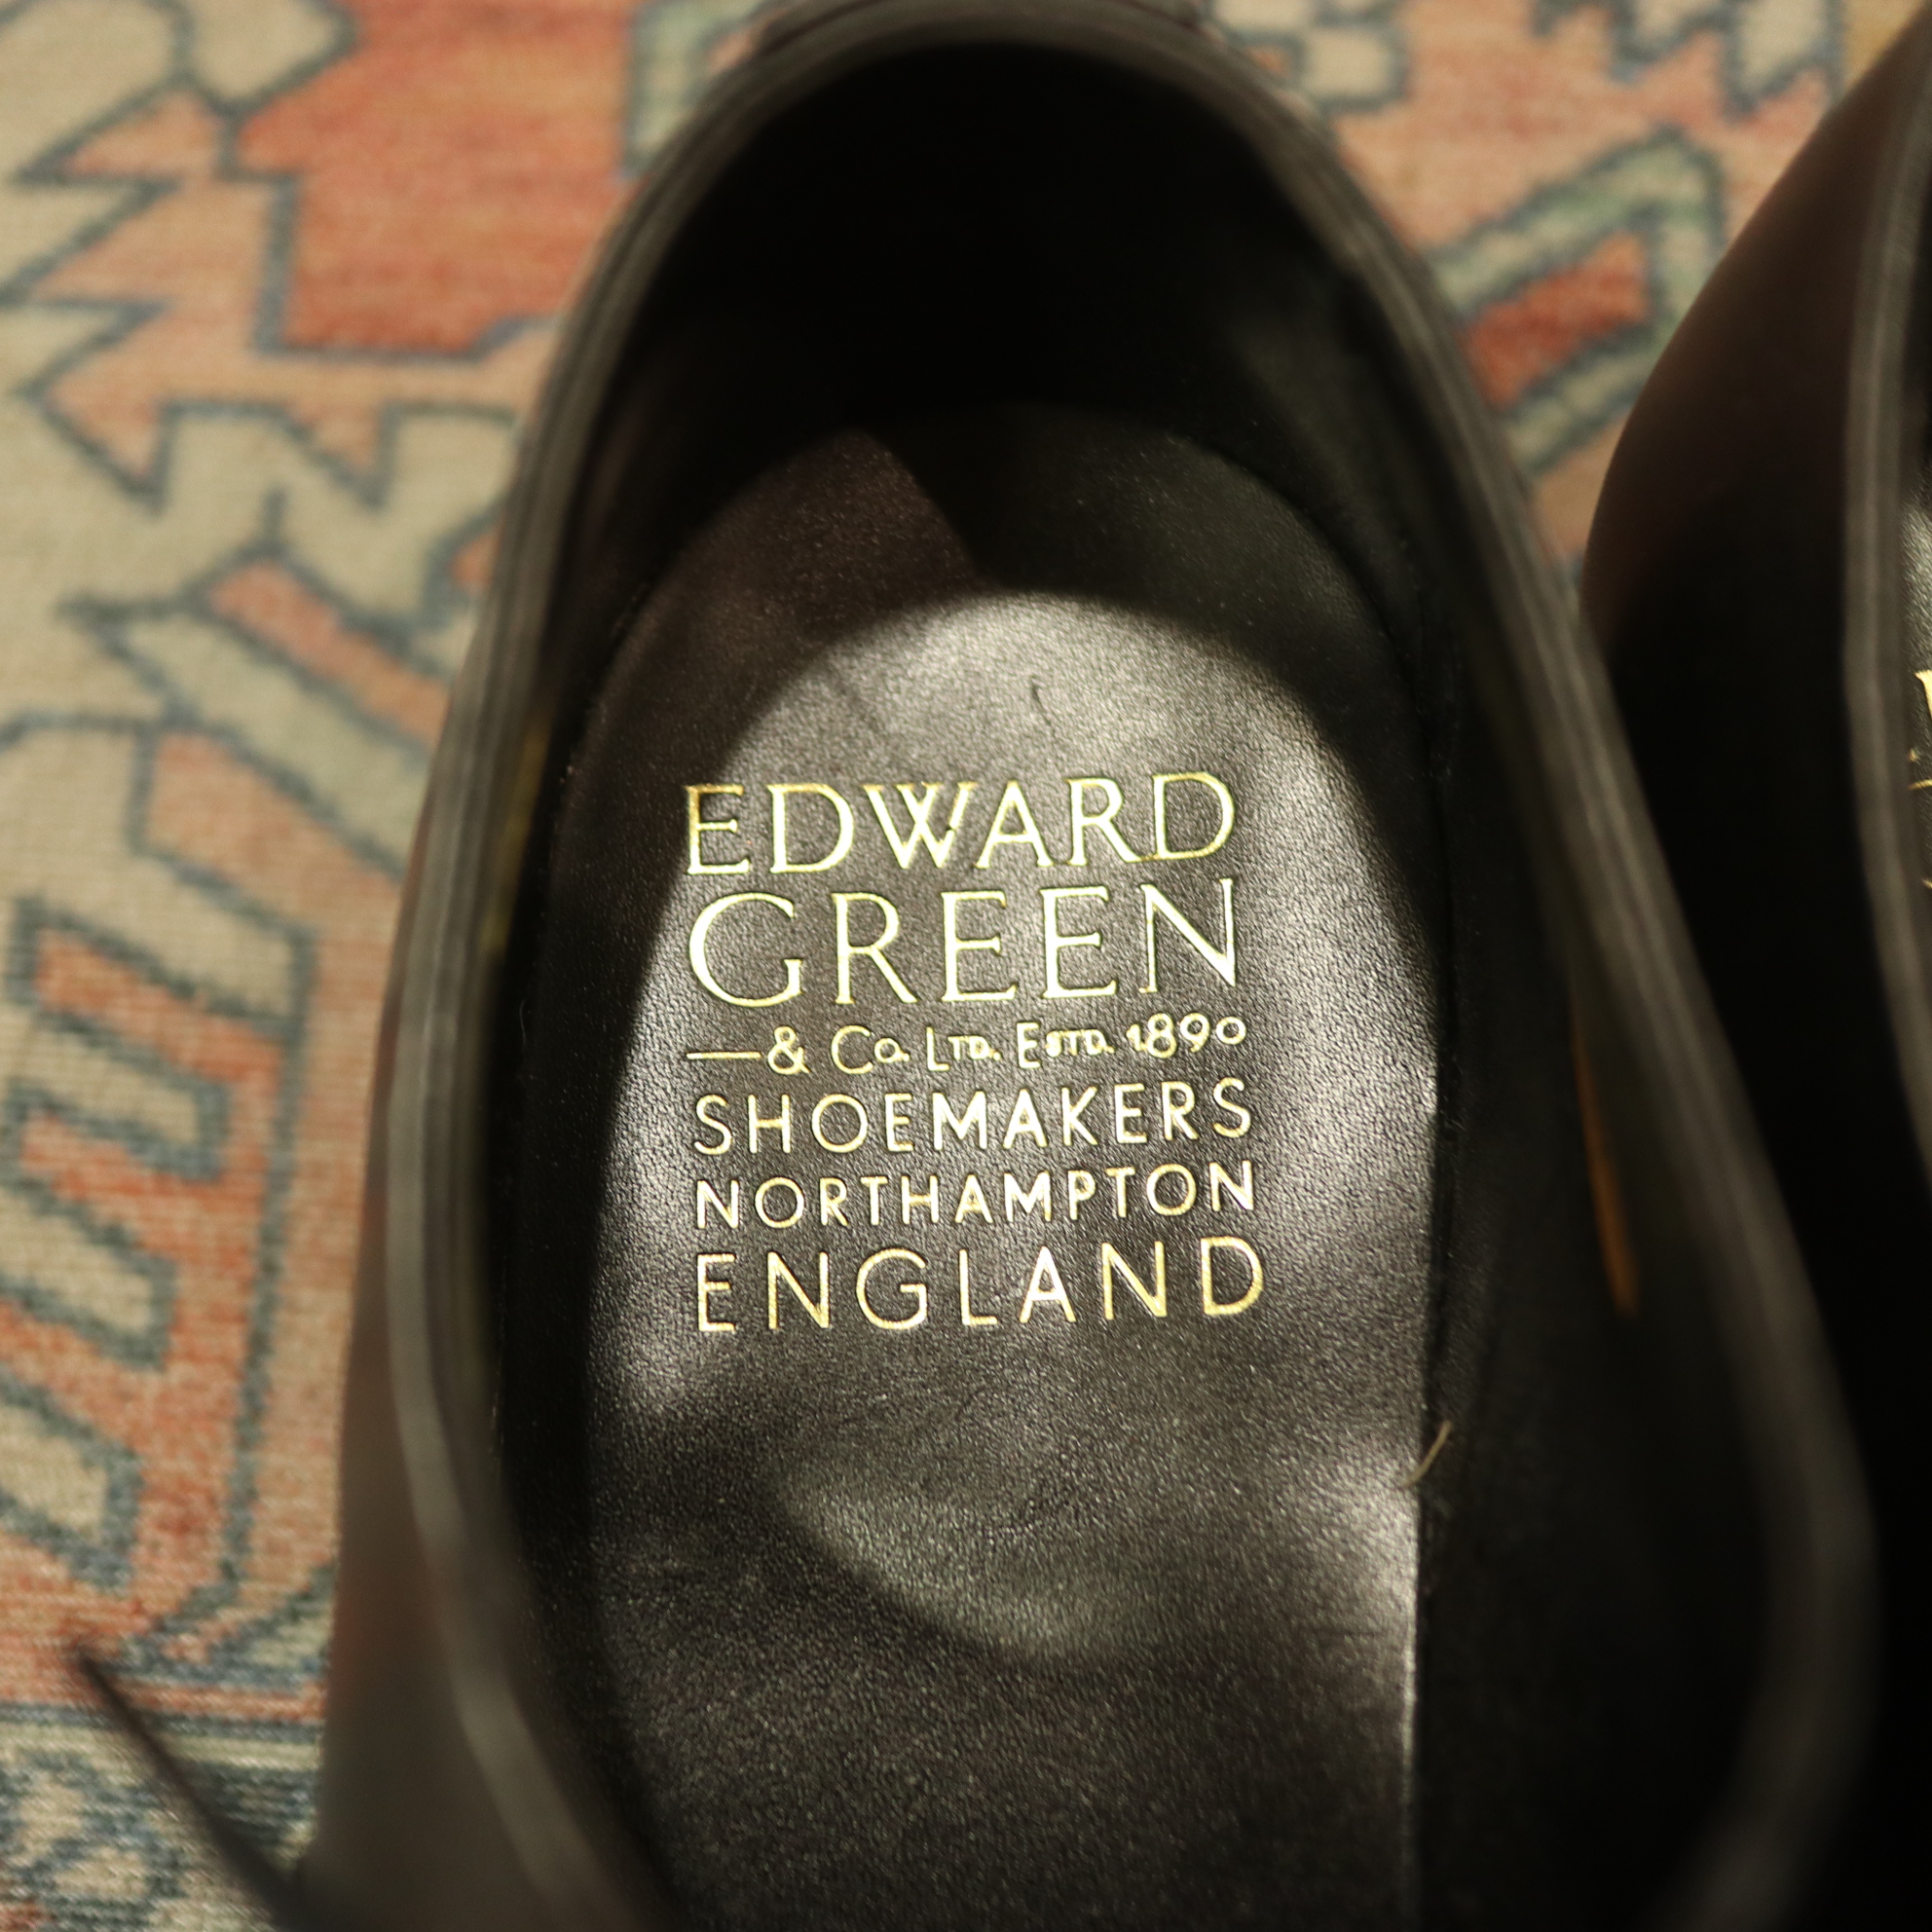 EDWARD
GREEN
—& Co. LTD. ESTD. 1890
SHOEMAKERS
NORTHAMPTON
ENGLAND